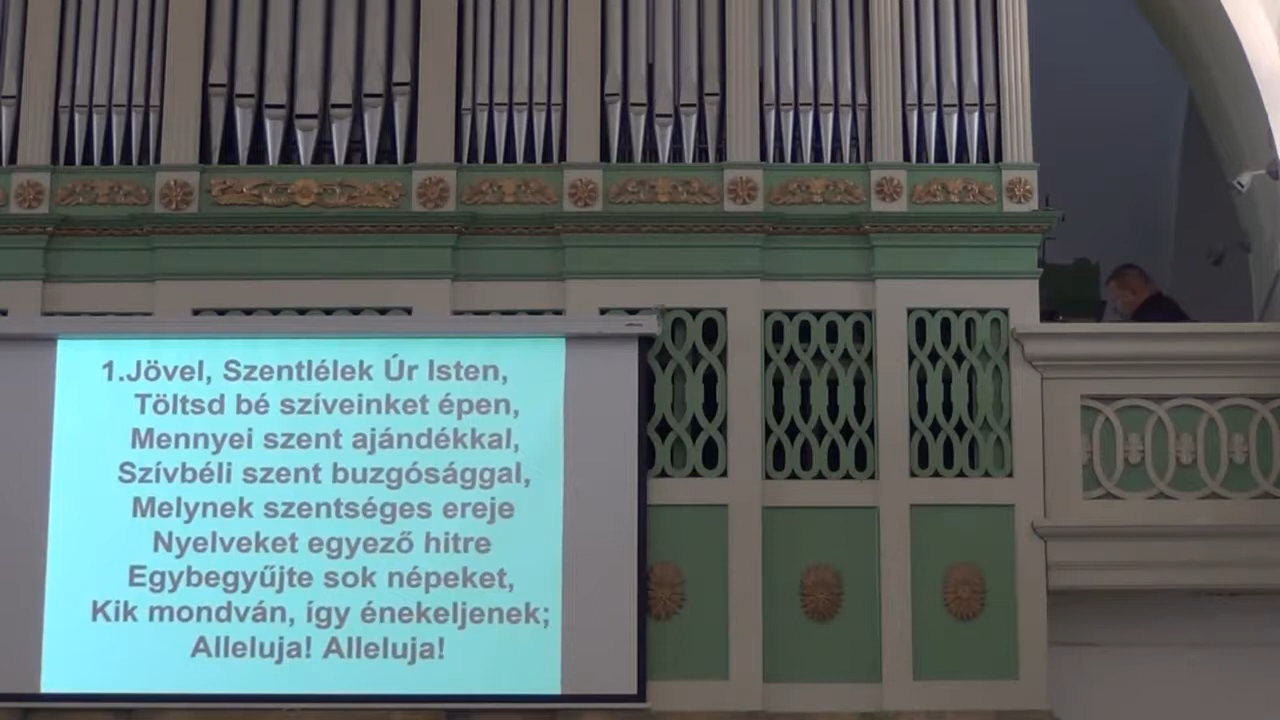 1.Jövel, Szentlélek Úr Isten,
Töltsd bé szíveinket épen,
Mennyei szent ajándékkal,
Szívbéli szent buzgósággal,
Melynek szentséges ereje
Nyelveket egyező hitre
Egybegyűjte sok népeket,
Kik mondván, így énekeljenek;
Alleluja! Alleluja!